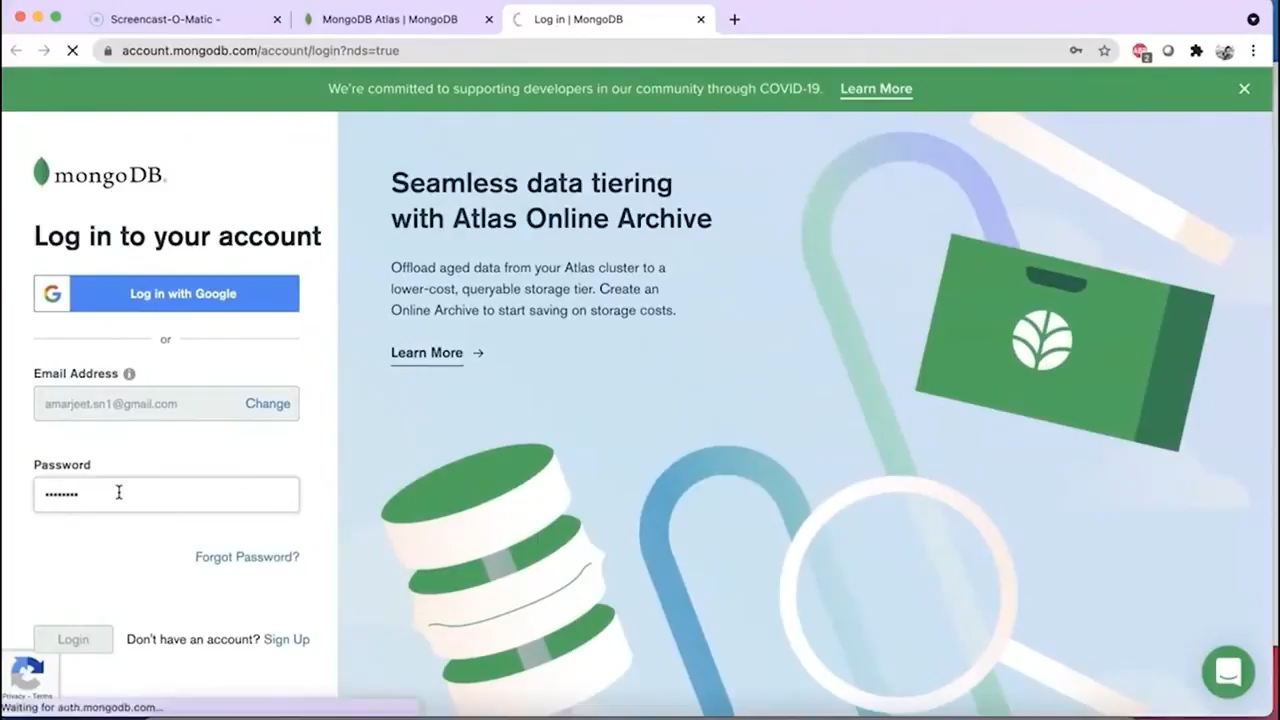 Screencast-O-Matic -
MongoDB Atlas | MongoDB
Log in | MongoDB
account.mongodb.com/account/login?nds=true
2
We're committed to supporting developers in our community through COVID-19. Learn More
mongoDB.
Log in to your account
Log in with Google
or
Email Address
amarjeet.sn1@gmail.com Change
Password
Forgot Password?
Login Don't have an account? Sign Up
Privacy - Terms
Waiting for auth.mongodb.com...
Seamless data tiering
with Atlas Online Archive
Offload aged data from your Atlas cluster to a
lower-cost, queryable storage tier. Create an
Online Archive to start saving on storage costs.
Learn More →